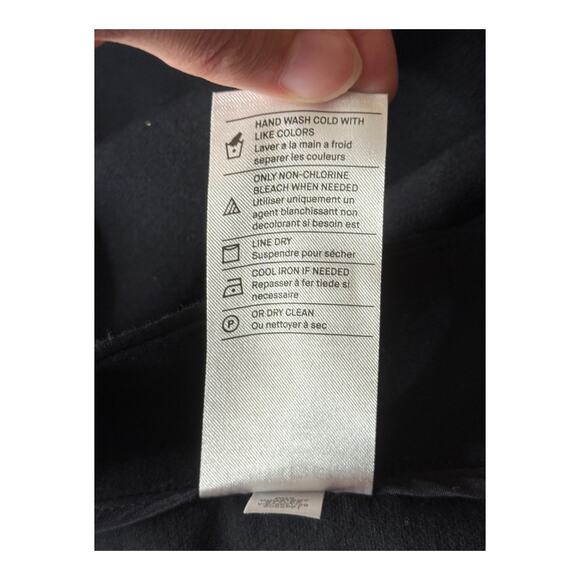 HAND WASH COLD WITH
LIKE COLORS
Laver a la main a froid
separer les couleurs
ONLY NON-CHLORINE
BLEACH WHEN NEEDED
Utiliser uniquement un
agent blanchissant non
decolorant si besoin est
LINE DRY
Suspendre pour sécher
COOL IRON IF NEEDED
Repasser à fer tiede si
necessaire
P
OR DRY CLEAN
Ou nettoyer à sec